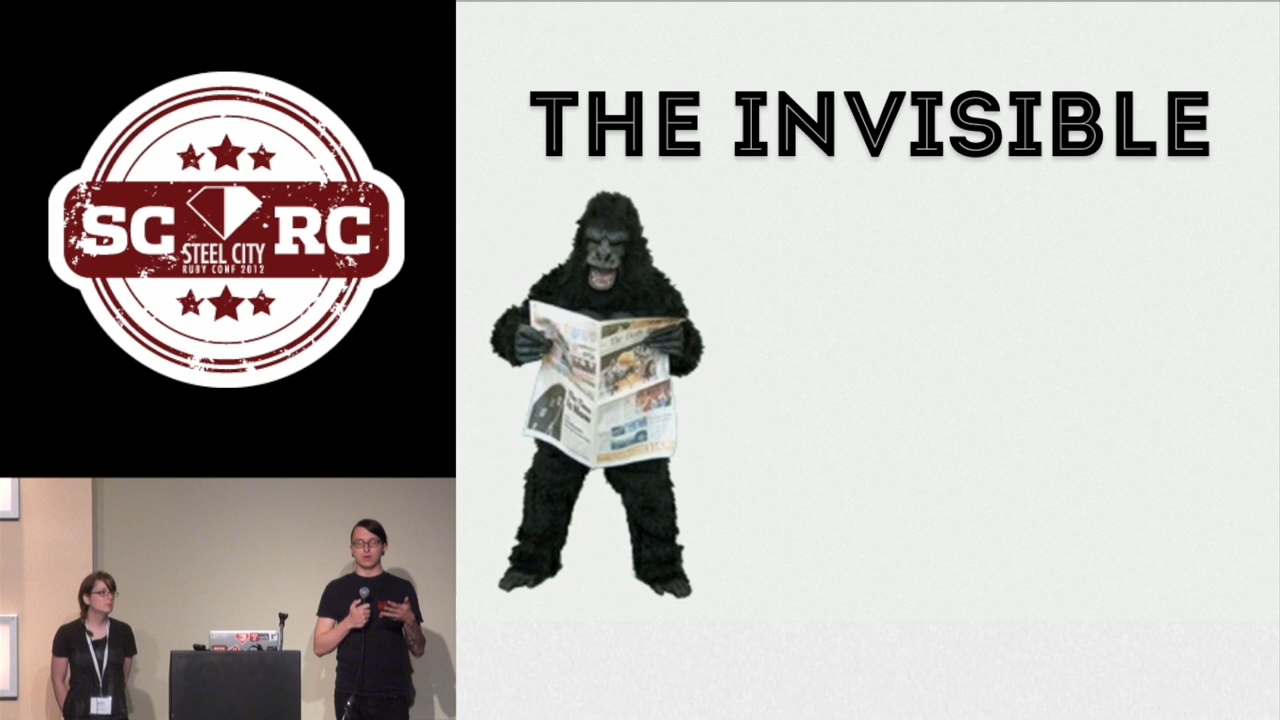 SC RC
STEEL CITY
RUBY CONF 2012
THE INVISIBLE